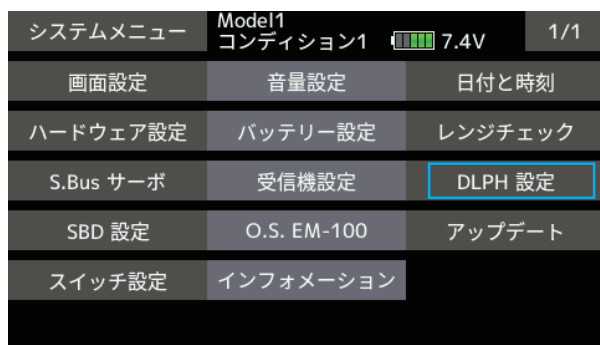 システムメニュー
Model1
コンディション1
7.4V
1/1
画面設定
音量設定
日付と時刻
ハードウェア設定
バッテリー設定
レンジチェック
S.Bus サーボ
受信機設定
DLPH 設定
SBD 設定
O.S. EM-100
アップデート
スイッチ設定
インフォメーション